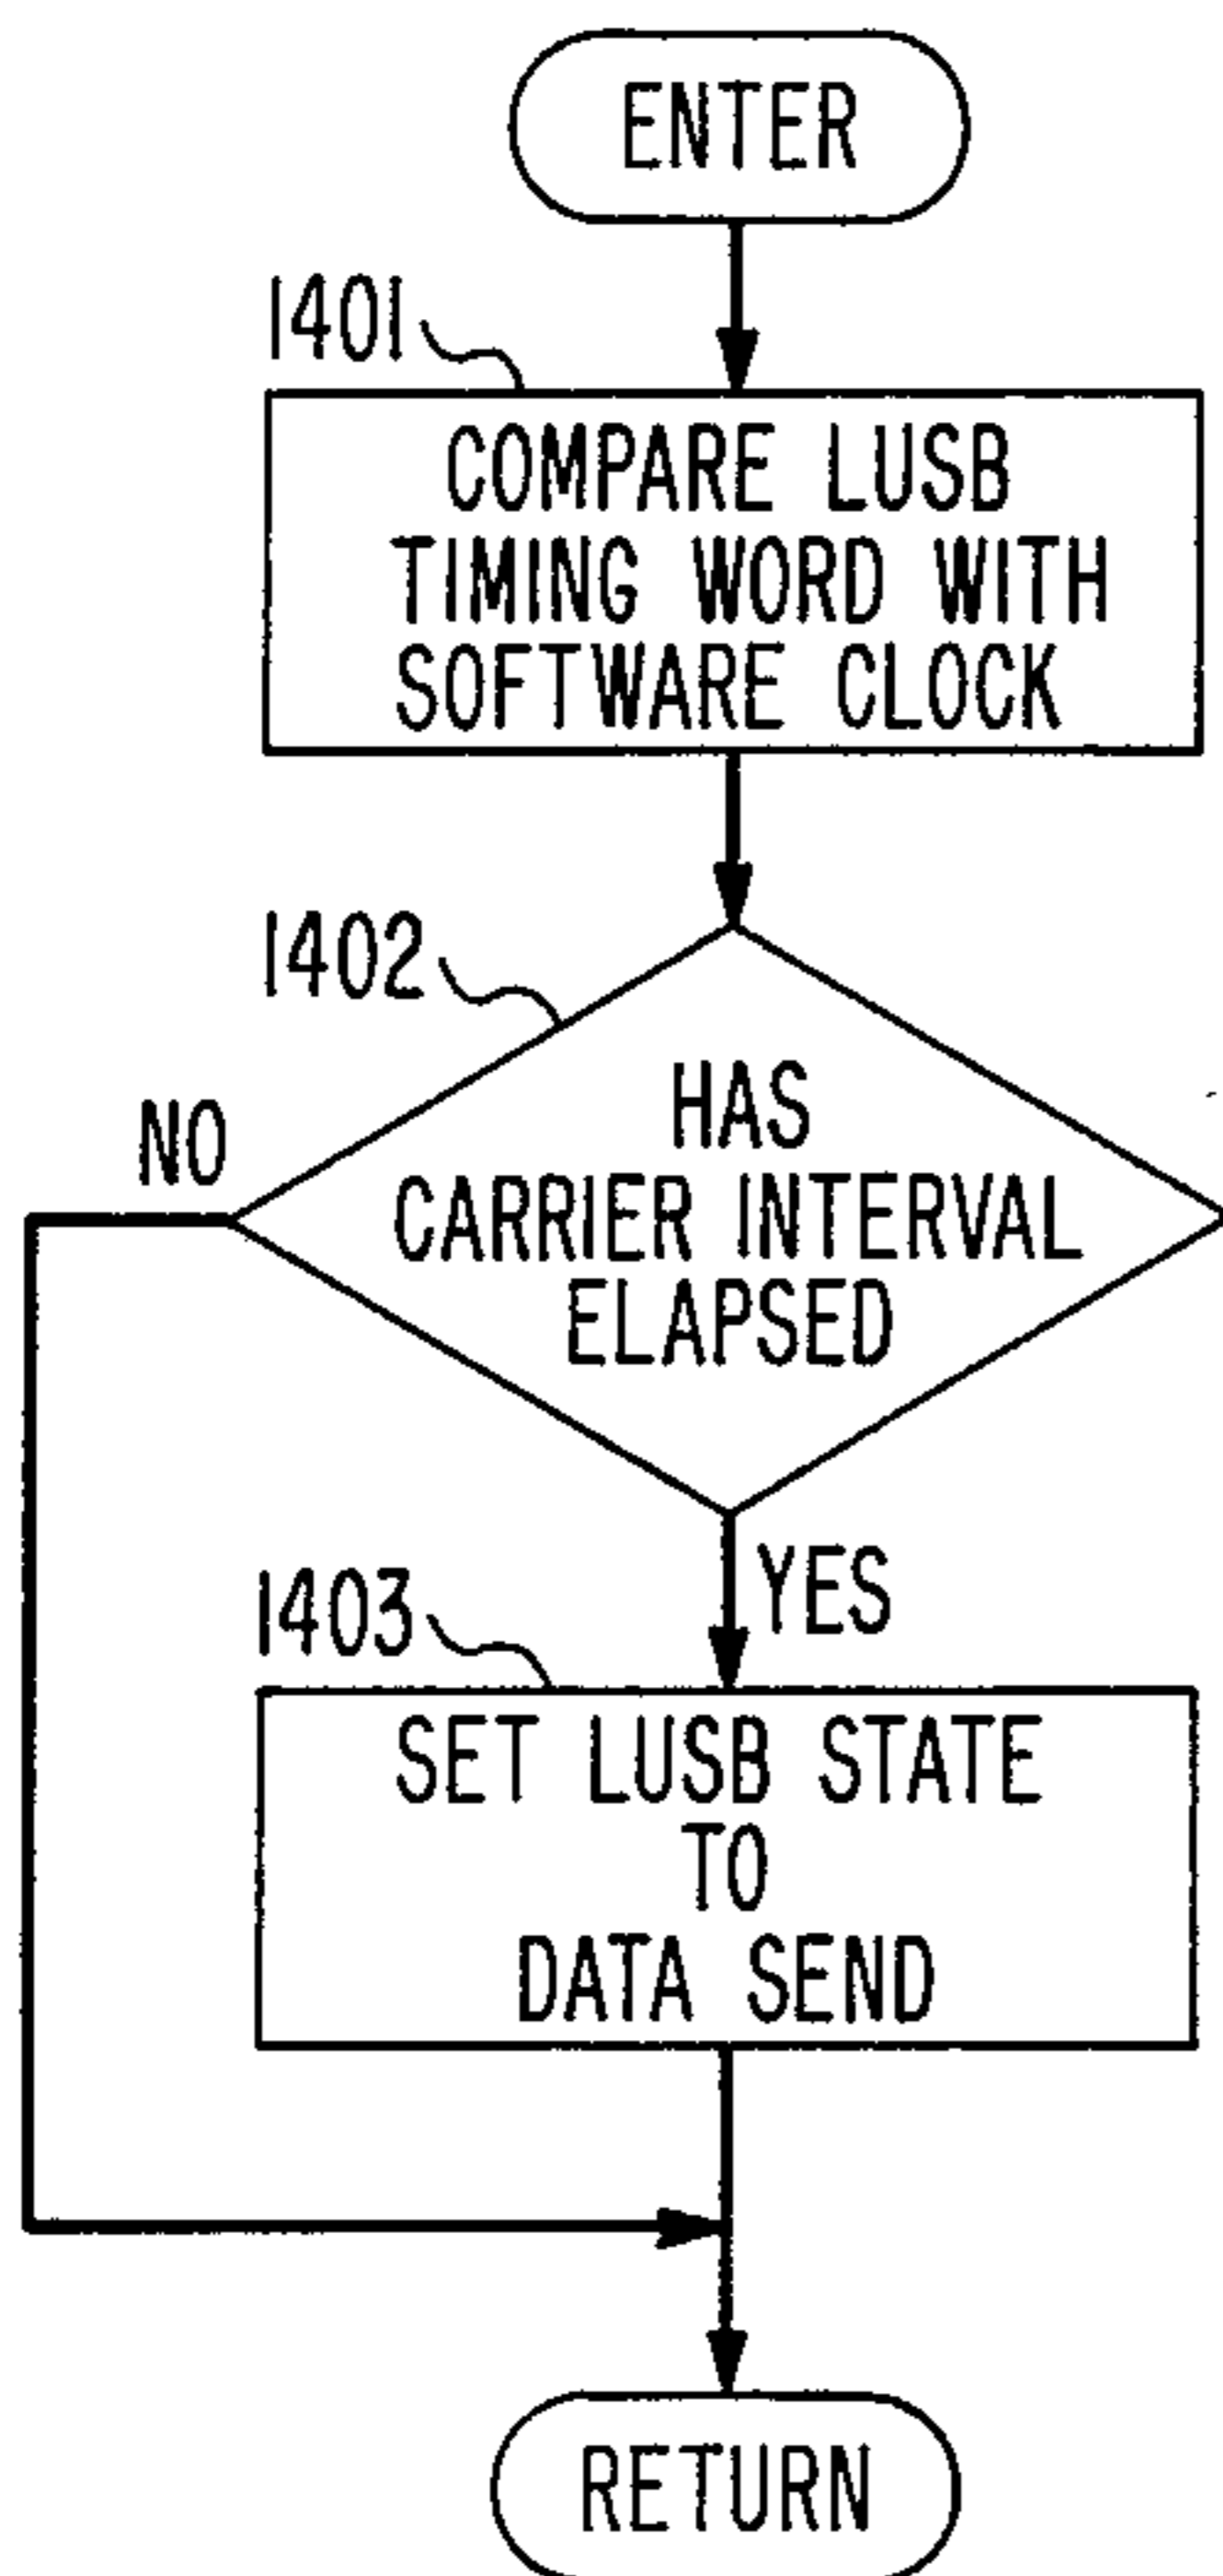 ENTER
1401
COMPARE LUSB
TIMING WORD WITH
SOFTWARE CLOCK
1402
HAS
CARRIER INTERVAL
ELAPSED
NO
YES
1403
SET LUSB STATE
TO
DATA SEND
RETURN